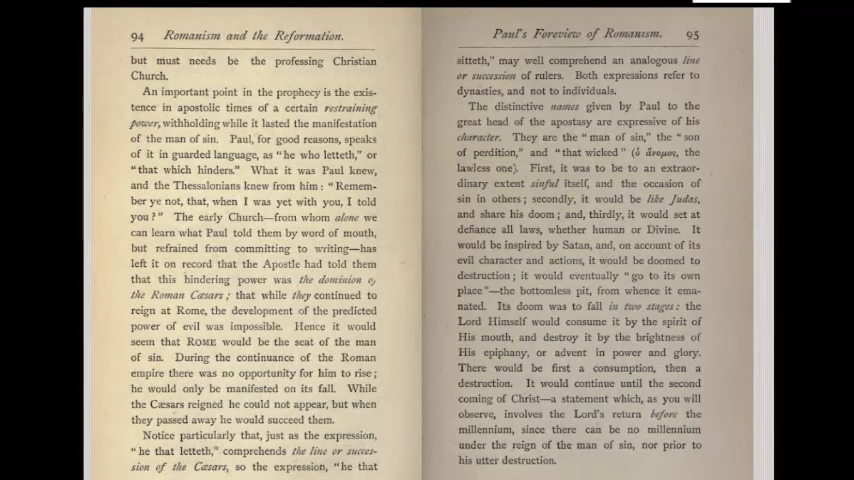 94 Romanism and the Reformation.
but must needs be the professing Christian
Church.
An important point in the prophecy is the exis-
tence in apostolic times of a certain restraining
power, withholding while it lasted the manifestation
of the man of sin. Paul, for good reasons, speaks
of it in guarded language, as "he who letteth," or
"that which hinders." What it was Paul knew,
and the Thessalonians knew from him: "Remem-
ber ye not, that, when I was yet with you, I told
you?" The early Church—from whom alone we
can learn what Paul told them by word of mouth,
but refrained from committing to writing—has
left it on record that the Apostle had told them
that this hindering power was the dominion of
the Roman Cæsars; that while they continued to
reign at Rome, the development of the predicted
power of evil was impossible. Hence it would
seem that ROME would be the seat of the man
of sin. During the continuance of the Roman
empire there was no opportunity for him to rise;
he would only be manifested on its fall. While
the Cæsars reigned he could not appear, but when
they passed away he would succeed them.
Notice particularly that, just as the expression,
"he that letteth," comprehends the line or succes-
sion of the Cæsars, so the expression, "he that
Paul's Foreview of Romanism. 95
sitteth," may well comprehend an analogous line
or succession of rulers. Both expressions refer to
dynasties, and not to individuals.
The distinctive names given by Paul to the
great head of the apostasy are expressive of his
character. They are the "man of sin," the "son
of perdition," and "that wicked" (ὁ ἄνομος, the
lawless one). First, it was to be to an extraor-
dinary extent sinful itself, and the occasion of
sin in others; secondly, it would be like Judas,
and share his doom; and, thirdly, it would set at
defiance all laws, whether human or Divine. It
would be inspired by Satan, and, on account of its
evil character and actions, it would be doomed to
destruction; it would eventually "go to its own
place"—the bottomless pit, from whence it ema-
nated. Its doom was to fall in two stages: the
Lord Himself would consume it by the spirit of
His mouth, and destroy it by the brightness of
His epiphany, or advent in power and glory.
There would be first a consumption, then a
destruction. It would continue until the second
coming of Christ—a statement which, as you will
observe, involves the Lord's return before the
millennium, since there can be no millennium
under the reign of the man of sin, nor prior to
his utter destruction.